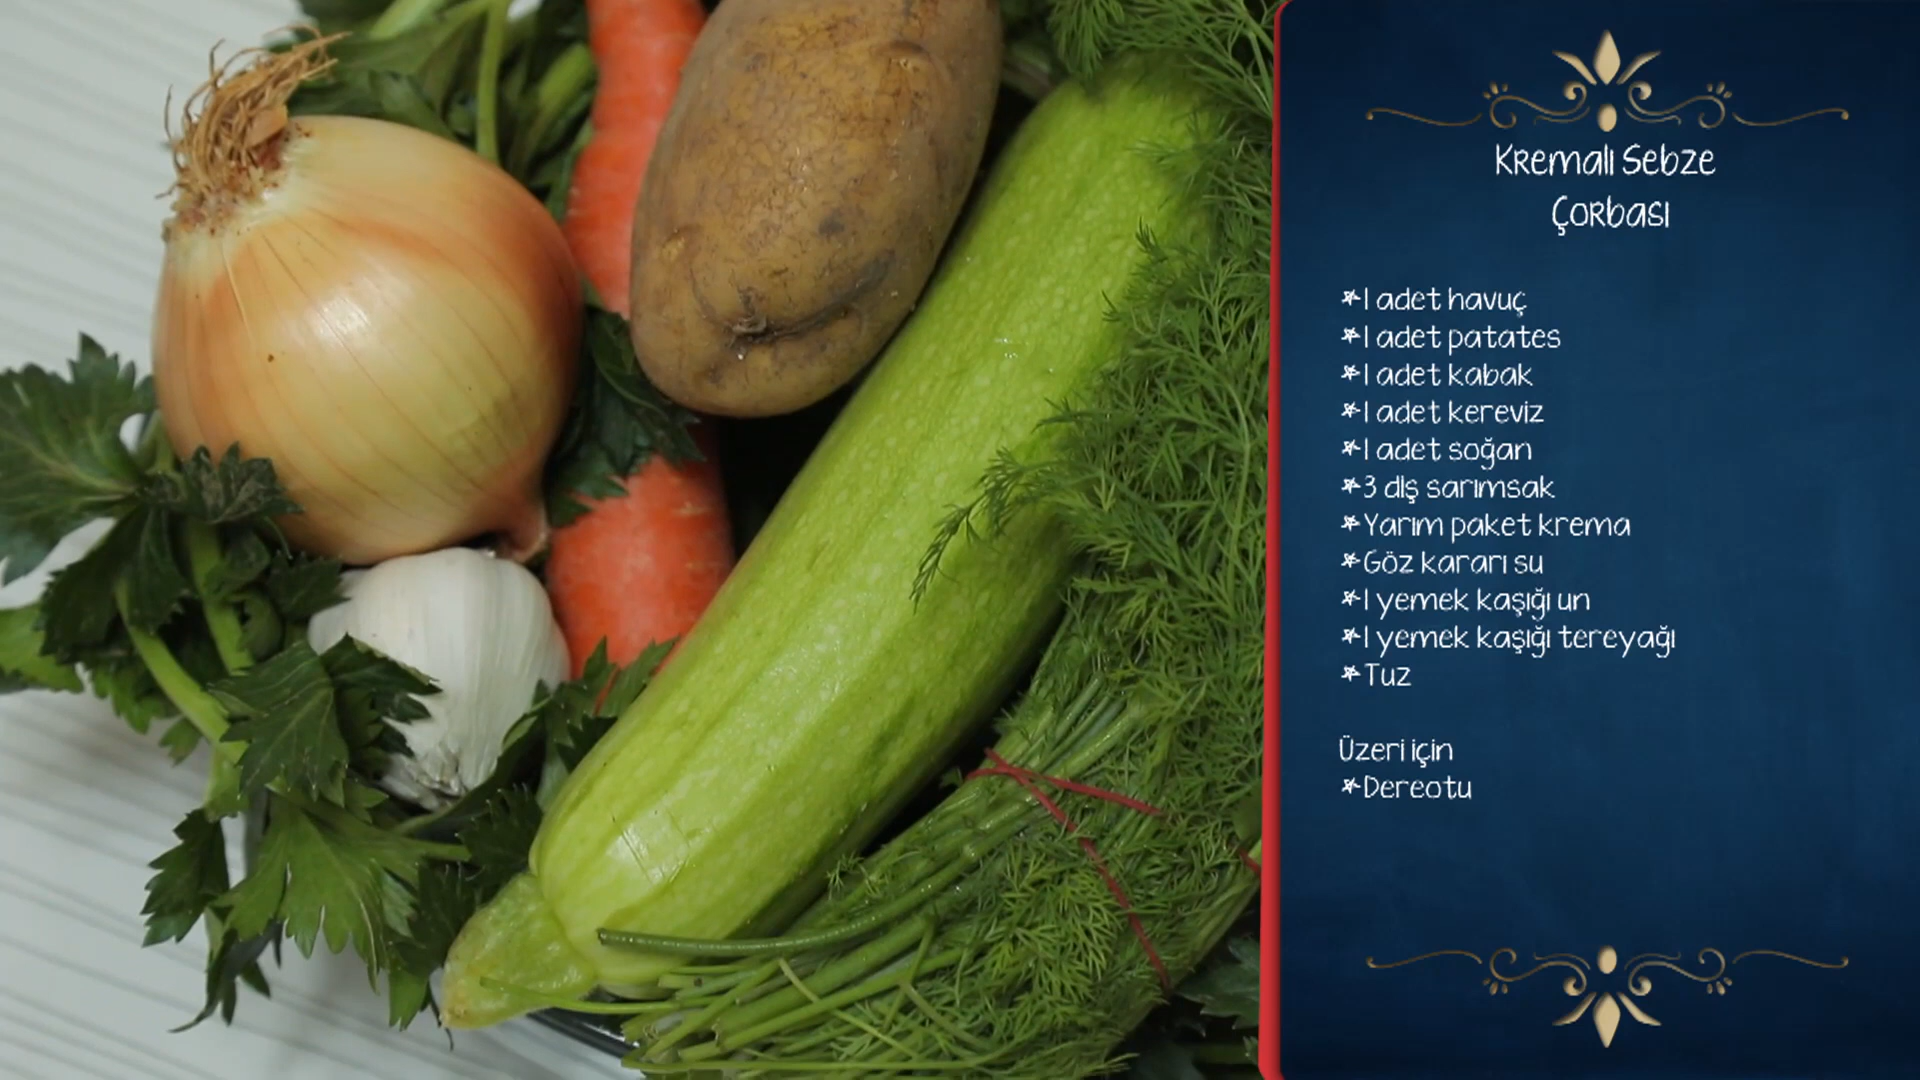 Kremalı Sebze
Çorbası
*1 adet havuç
*1 adet patates
*1 adet kabak
*1 adet kereviz
*1 adet soğan
*3 diş sarımsak
*Yarım paket krema
*Göz kararı su
*1 yemek kaşığı un
*1 yemek kaşığı tereyağı
*Tuz
Üzeri için
*Dereotu